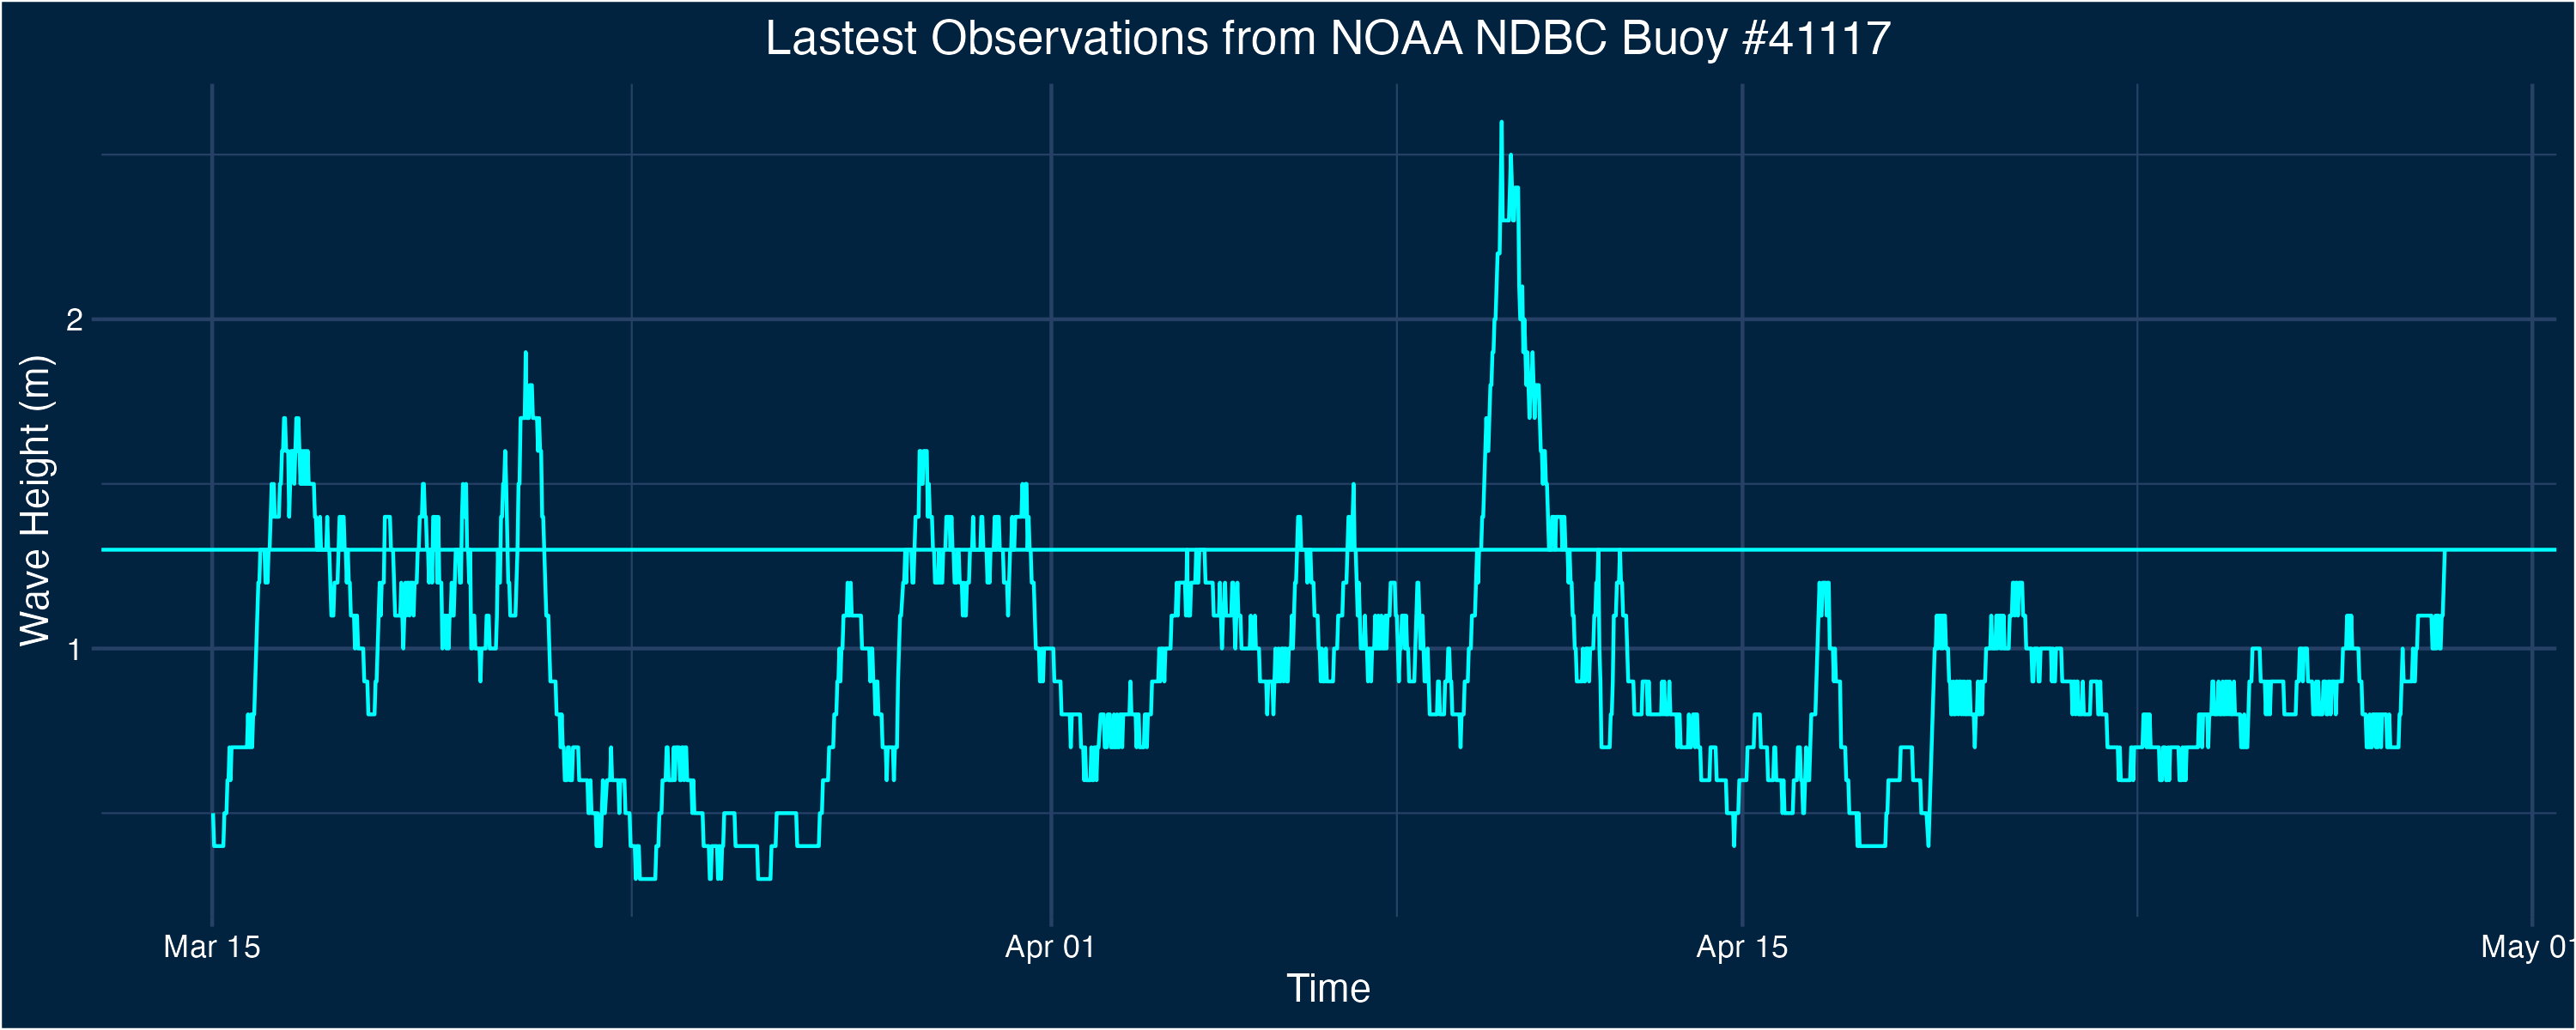 Lastest Observations from NOAA NDBC Buoy #41117
Wave Height (m)
2
1
Mar 15
Apr 01
Apr 15
May 01
Time